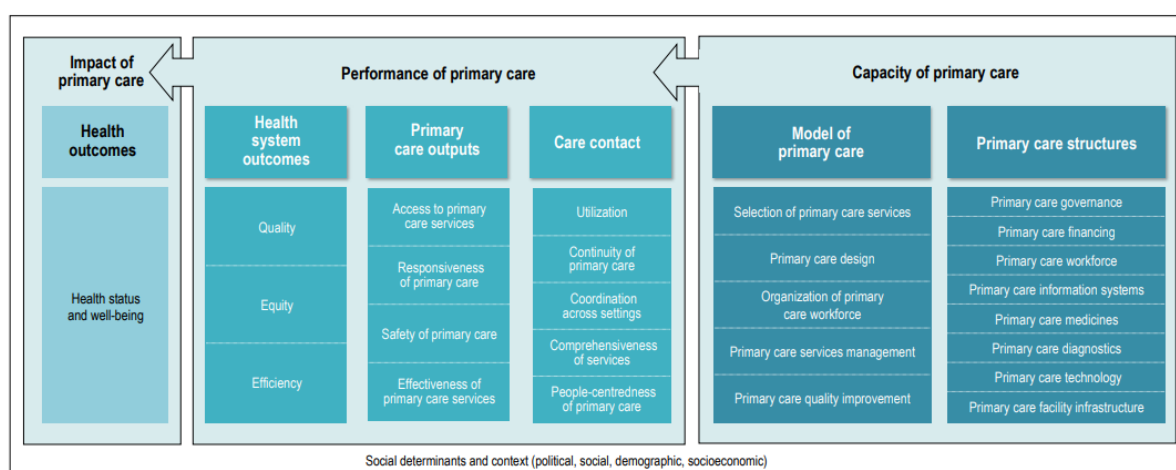 Impact of
primary care
Performance of primary care
Capacity of primary care
Health
outcomes
Health
system
outcomes
Primary
care outputs
Care contact
Model of
primary care
Primary care structures
Health status
and well-being
Quality
Equity
Efficiency
Access to primary
care services
Responsiveness
of primary care
Safety of primary care
Effectiveness of
primary care services
Utilization
Continuity of
primary care
Coordination
across settings
Comprehensiveness
of services
People-centredness
of primary care
Selection of primary care services
Primary care design
Organization of primary
care workforce
Primary care services management
Primary care quality improvement
Primary care governance
Primary care financing
Primary care workforce
Primary care information systems
Primary care medicines
Primary care diagnostics
Primary care technology
Primary care facility infrastructure
Social determinants and context (political, social, demographic, socioeconomic)